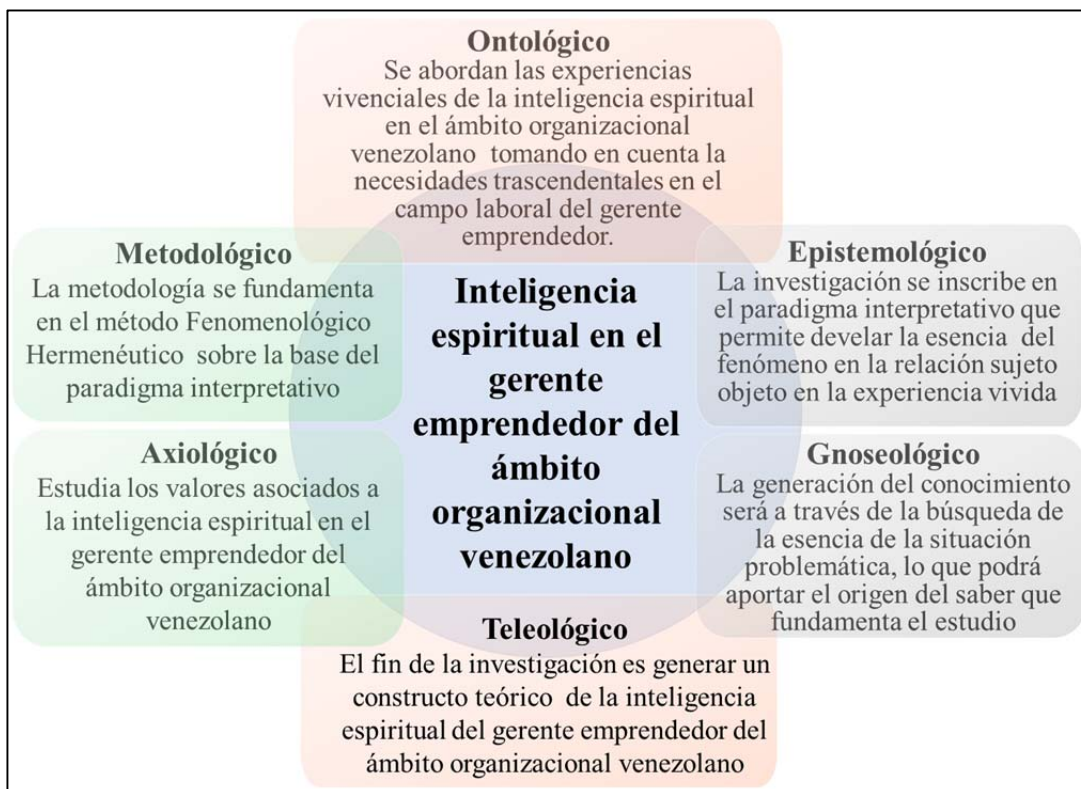 Ontológico
Se abordan las experiencias
vivenciales de la inteligencia espiritual
en el ámbito organizacional
venezolano tomando en cuenta la
necesidades trascendentales en el
campo laboral del gerente
emprendedor.
Metodológico
La metodología se fundamenta
en el método Fenomenológico
Hermenéutico sobre la base del
paradigma interpretativo
Inteligencia
espiritual en el
gerente
emprendedor del
ámbito
organizacional
venezolano
Epistemológico
La investigación se inscribe en
el paradigma interpretativo que
permite develar la esencia del
fenómeno en la relación sujeto
objeto en la experiencia vivida
Axiológico
Estudia los valores asociados a
la inteligencia espiritual en el
gerente emprendedor del
ámbito organizacional
venezolano
Gnoseológico
La generación del conocimiento
será a través de la búsqueda de
la esencia de la situación
problemática, lo que podrá
aportar el origen del saber que
fundamenta el estudio
Teleológico
El fin de la investigación es generar un
constructo teórico de la inteligencia
espiritual del gerente emprendedor del
ámbito organizacional venezolano